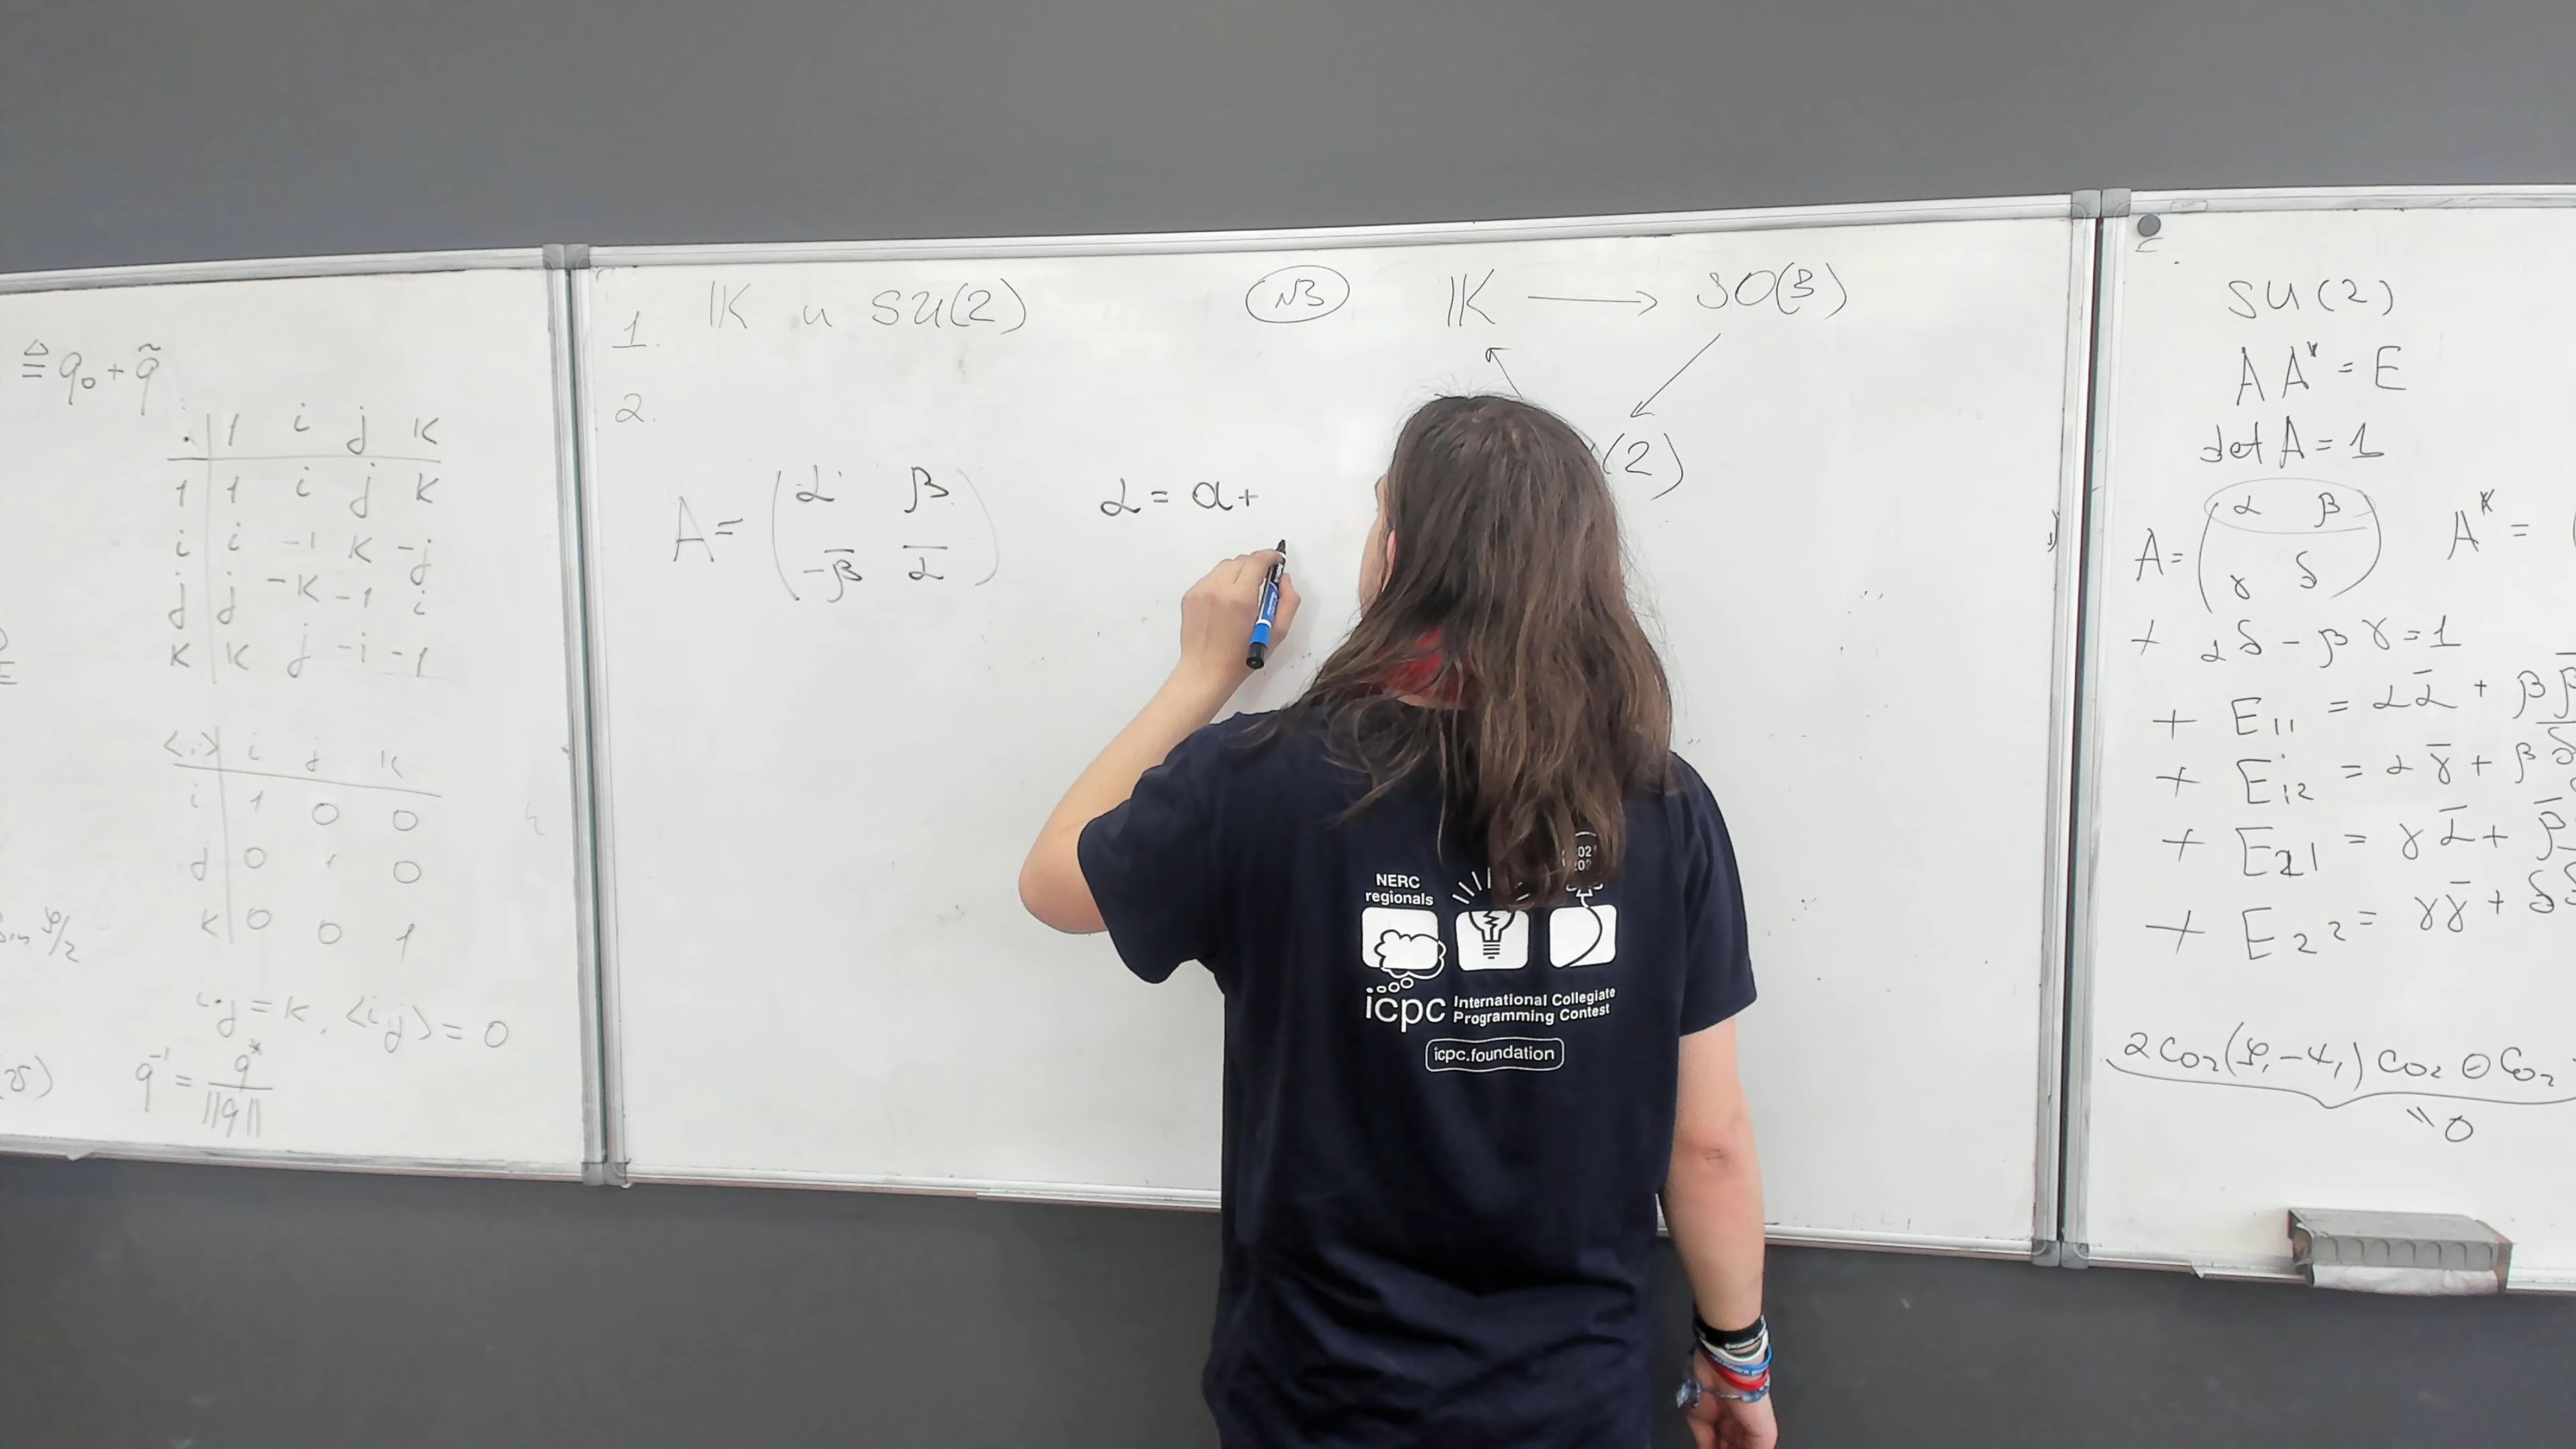 ≜ q₀ + q̃
· 1 i j k
1 1 i j k
i i -1 k -j
j j -k -1 i
k k j -i -1
<,> i j k
i 1 0 0
j 0 1 0
k 0 0 1
sin φ/2
i·j = k, <i,j> = 0
q⁻¹ = q* / ||q||
1. K и SU(2)
2.
A = ( α β
-β̄ ᾱ )
α = a +
N3
K → SO(3)
(2)
SU(2)
A A* = E
det A = 1
A = ( α β
γ δ )
A* = (
+ αδ - βγ = 1
+ E₁₁ = αᾱ + ββ̄
+ E₁₂ = αγ̄ + βδ̄
+ E₂₁ = γᾱ + β̄
+ E₂₂ = γγ̄ + δδ̄
2 cos(φ₁ - ψ₁) cos θ cos
" 0
NERC
regionals
icpc International Collegiate
Programming Contest
icpc.foundation